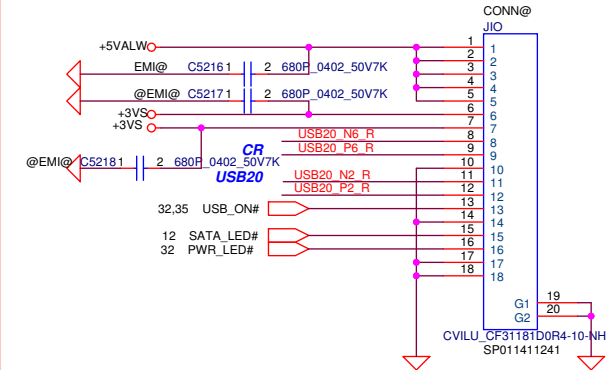 CONN@
JIO
+5VALW
1 1
2 2
EMI@ C5216 1 2 680P_0402_50V7K
3 3
4 4
@EMI@ C5217 1 2 680P_0402_50V7K
5 5
+3VS
6 6
+3VS
7 7
CR
USB20_N6_R
8 8
USB20_P6_R
9 9
@EMI@ C5218 1 2 680P_0402_50V7K
10 10
USB20
USB20_N2_R
11 11
USB20_P2_R
12 12
32,35 USB_ON#
13 13
14 14
12 SATA_LED#
15 15
32 PWR_LED#
16 16
17 17
18 18
G1 19
G2 20
CVILU_CF31181D0R4-10-NH
SP011411241